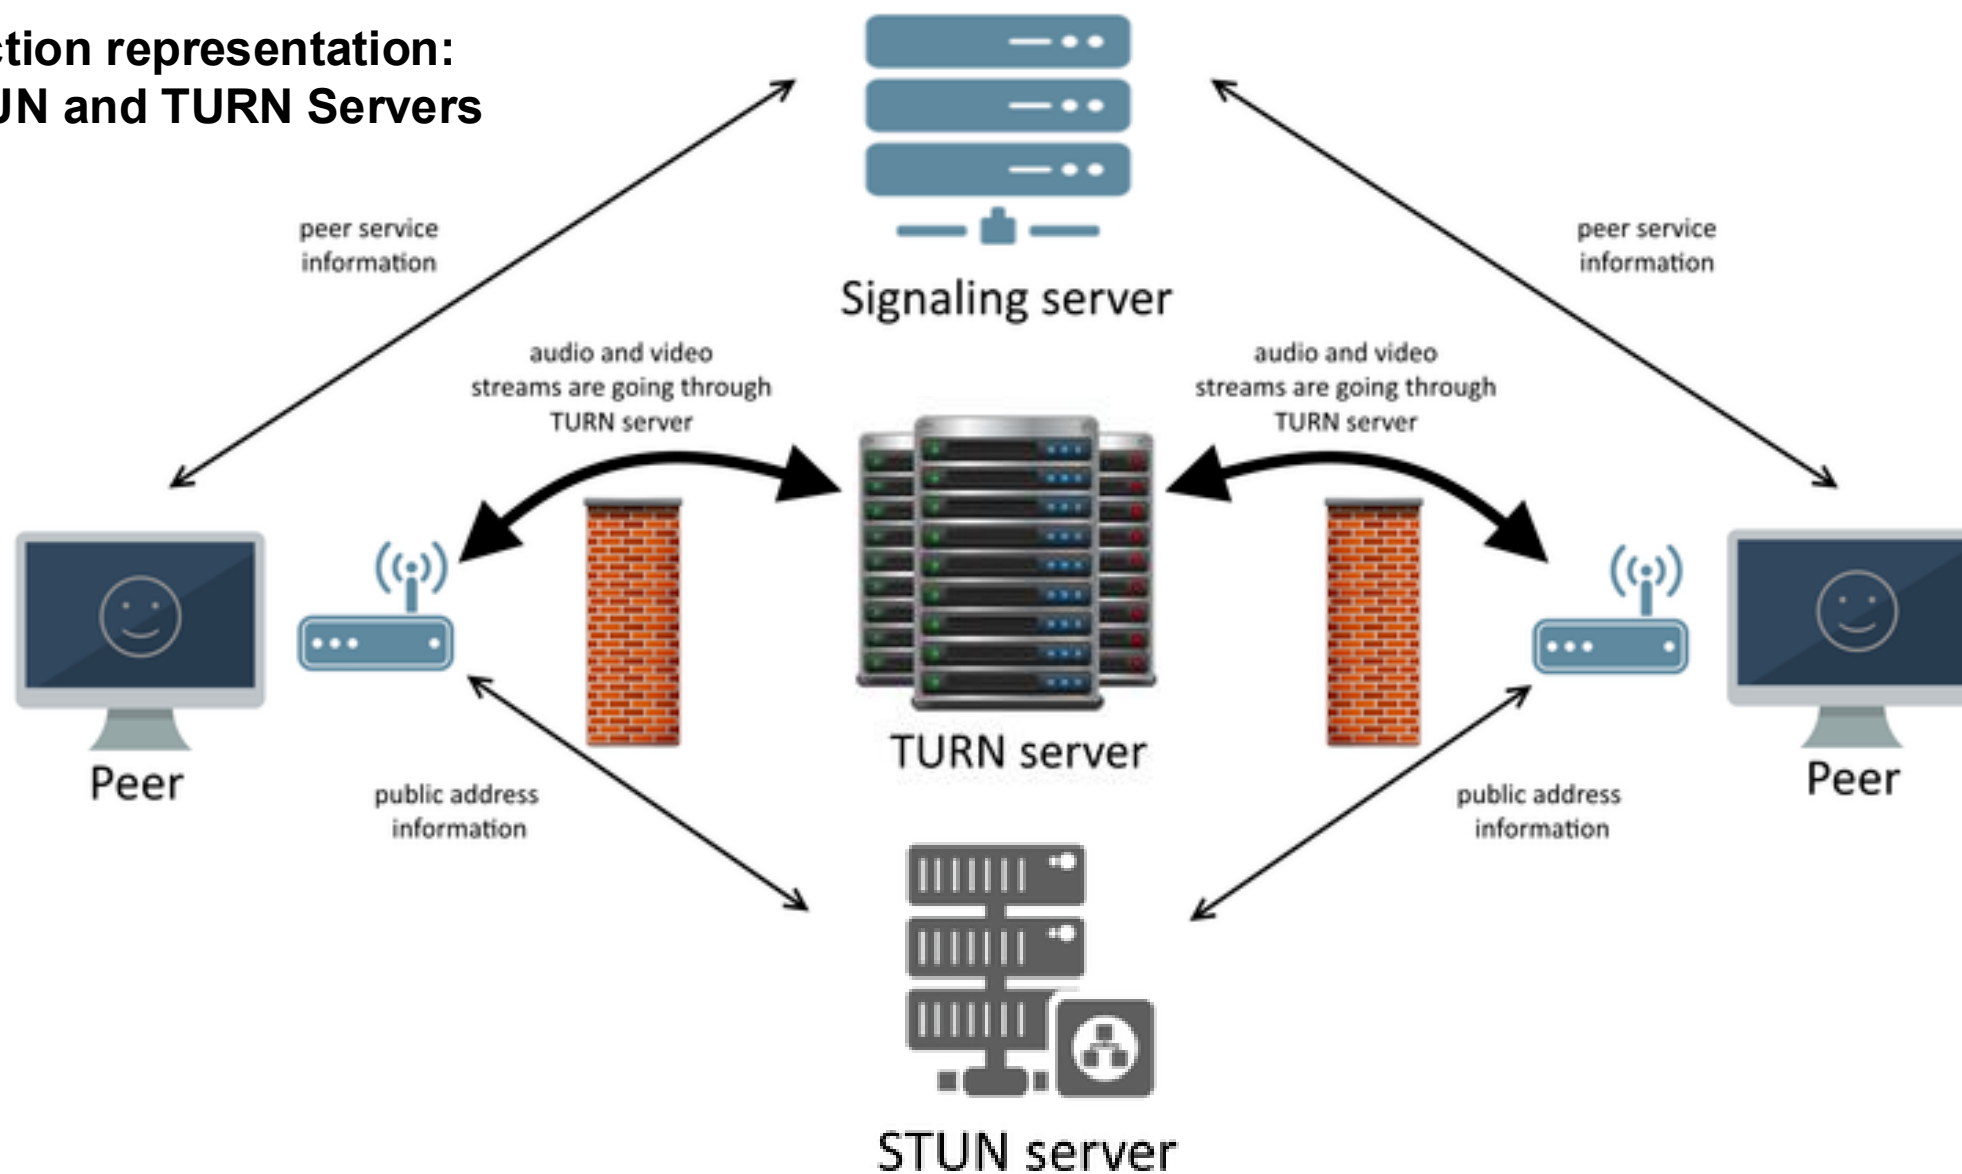 ction representation:
UN and TURN Servers
peer service
information
peer service
information
Signaling server
audio and video
streams are going through
TURN server
audio and video
streams are going through
TURN server
TURN server
Peer
Peer
public address
information
public address
information
STUN server